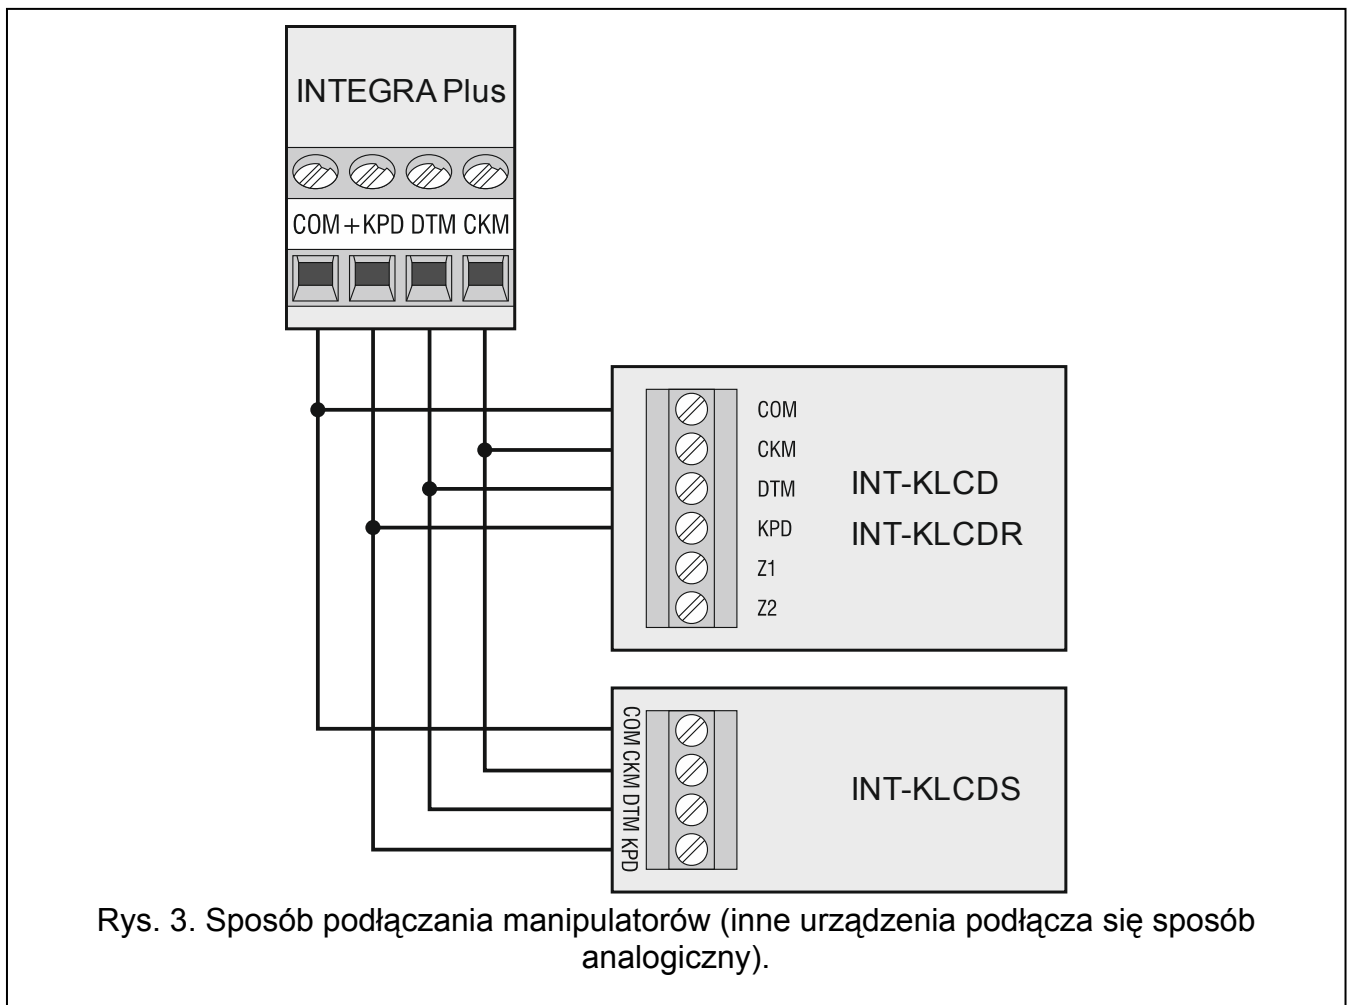 INTEGRA Plus
COM +KPD DTM CKM
COM
CKM
DTM
KPD
Z1
Z2
INT-KLCD
INT-KLCDR
COM CKM DTM KPD
INT-KLCDS
Rys. 3. Sposób podłączania manipulatorów (inne urządzenia podłącza się sposób
analogiczny).